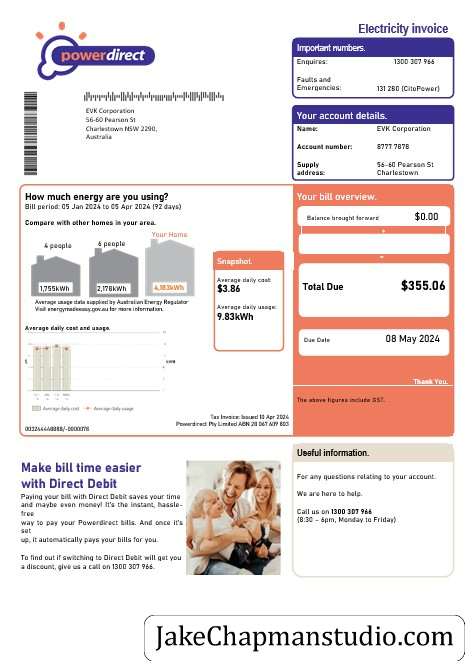 Electricity invoice
powerdirect
Important numbers.
Enquires: 1300 307 966
Faults and
Emergencies: 131 280 (CitoPower)
EVK Corporation
56-60 Pearson St
Charlestown NSW 2290,
Australia
Your account details.
Name: EVK Corporation
Account number: 8777 7878
Supply 56-60 Pearson St
address: Charlestown
How much energy are you using?
Bill period: 05 Jan 2024 to 05 Apr 2024 (92 days)
Compare with other homes in your area.
4 people
6 people
Your Home
1,755kWh
2,178kWh
4,183kWh
Average usage data supplied by Australian Energy Regulator
Visit energymadeeasy.gov.au for more information.
Snapshot.
Average daily cost
$3.86
Average daily usage:
9.83kWh
Average daily cost and usage.
Average daily cost
Average daily usage
Tax Invoice: Issued 10 Apr 2024
Your bill overview.
Balance brought forward $0.00
Total Due $355.06
Due Date 08 May 2024
Thank You.
The above figures include GST.
Make bill time easier
with Direct Debit
Paying your bill with Direct Debit saves your time
and maybe even money! It's the instant, hassle-
free
way to pay your Powerdirect bills. And once it's
set
up, it automatically pays your bills for you.
To find out if switching to Direct Debit will get you
a discount, give us a call on 1300 307 966.
Useful information.
For any questions relating to your account.
We are here to help.
Call us on 1300 307 966
(8:30 – 6pm, Monday to Friday)
JakeChapmanstudio.com